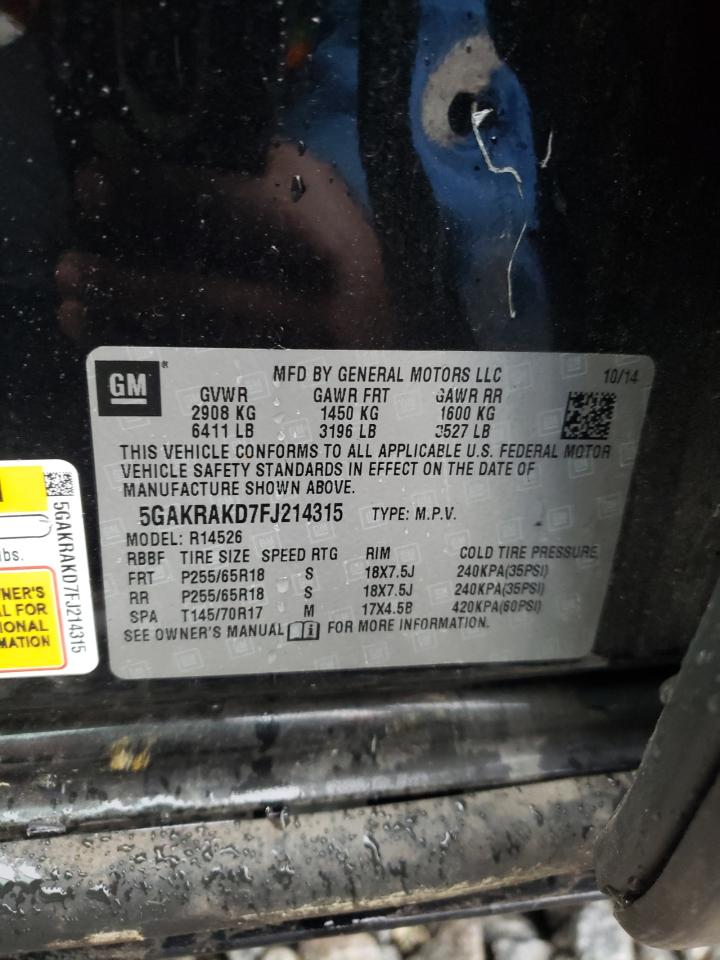 GM
®
MFD BY GENERAL MOTORS LLC 10/14
GVWR GAWR FRT GAWR RR
2908 KG 1450 KG 1600 KG
6411 LB 3196 LB 3527 LB
THIS VEHICLE CONFORMS TO ALL APPLICABLE U.S. FEDERAL MOTOR
VEHICLE SAFETY STANDARDS IN EFFECT ON THE DATE OF
MANUFACTURE SHOWN ABOVE.
5GAKRAKD7FJ214315 TYPE: M.P.V.
MODEL: R14526
RBBF TIRE SIZE SPEED RTG RIM COLD TIRE PRESSURE
FRT P255/65R18 S 18X7.5J 240KPA(35PSI)
RR P255/65R18 S 18X7.5J 240KPA(35PSI)
SPA T145/70R17 M 17X4.5B 420KPA(60PSI)
SEE OWNER'S MANUAL FOR MORE INFORMATION.
5GAKRAKD7FJ214315
lbs.
WNER'S
AL FOR
IONAL
MATION